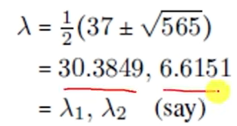 λ = 1/2(37 ± √565)
= 30.3849, 6.6151
= λ₁, λ₂ (say)